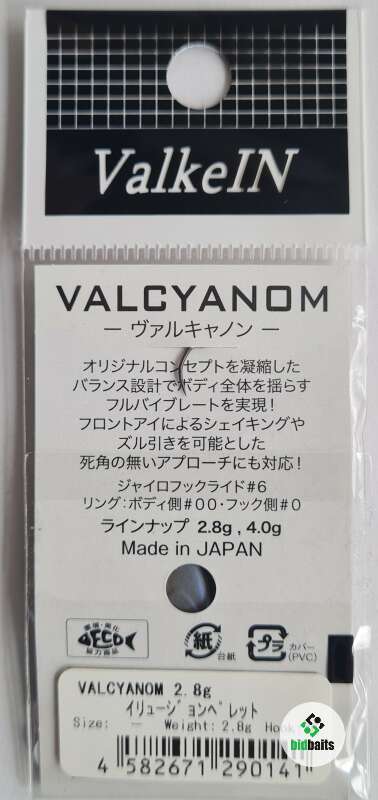 ValkeIN
VALCYANOM
— ヴァルキャノン —
オリジナルコンセプトを凝縮した
バランス設計でボディ全体を揺らす
フルバイブレートを実現！
フロントアイによるシェイキングや
ズル引きを可能とした
死角の無いアプローチにも対応！
ジャイロフックライド#6
リング：ボディ側#00・フック側#0
ラインナップ 2.8g , 4.0g
Made in JAPAN
環境・美化
協力商品
紙 台紙
プラ カバー
(PVC)
VALCYANOM 2.8g
イリュージョンペレット
Size: — Weight: 2.8g Hook
bidbaits
4 582671 290141